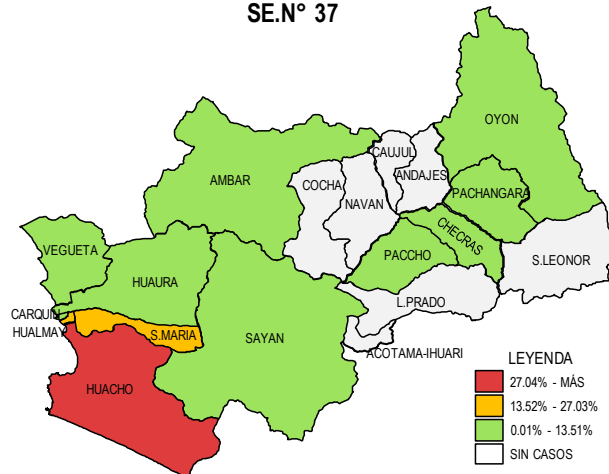 SE.N° 37
OYON
CAUJUL
ANDAJES
AMBAR
COCHA
NAVAN
PACHANGARA
CHECRAS
VEGUETA
PACCHO
S.LEONOR
HUAURA
L.PRADO
CARQUIN
HUALMAY
S.MARIA
SAYAN
ACOTAMA-IHUARI
HUACHO
LEYENDA
27.04% - MÁS
13.52% - 27.03%
0.01% - 13.51%
SIN CASOS